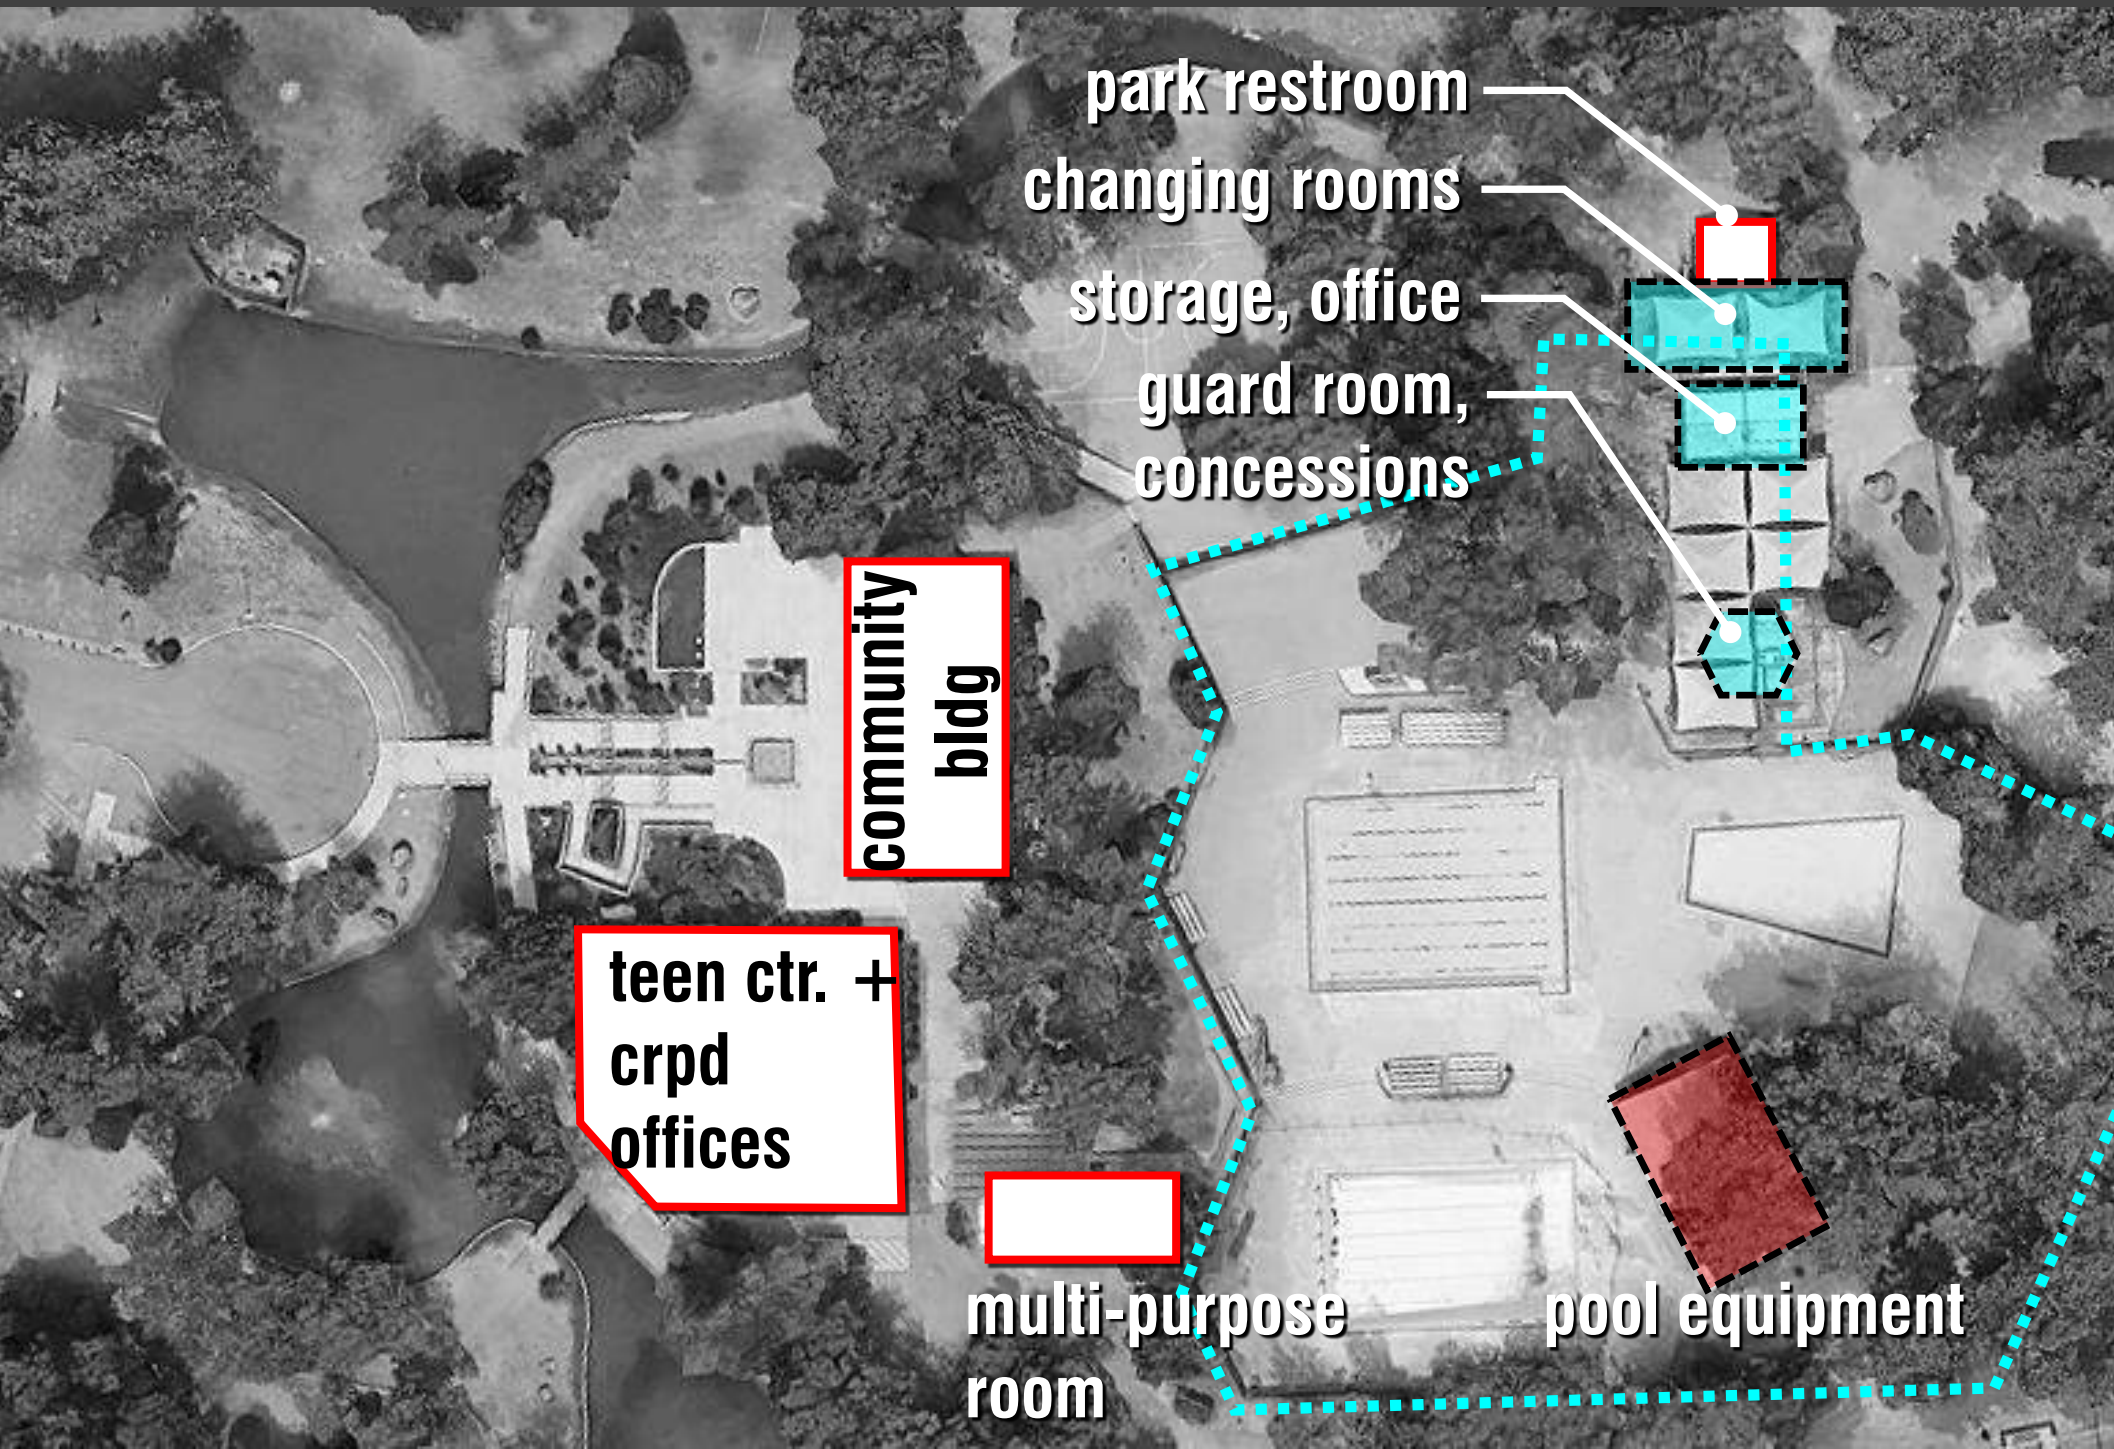 park restroom
changing rooms
storage, office
guard room,
concessions
community
bldg
teen ctr. +
crpd
offices
multi-purpose
room
pool equipment